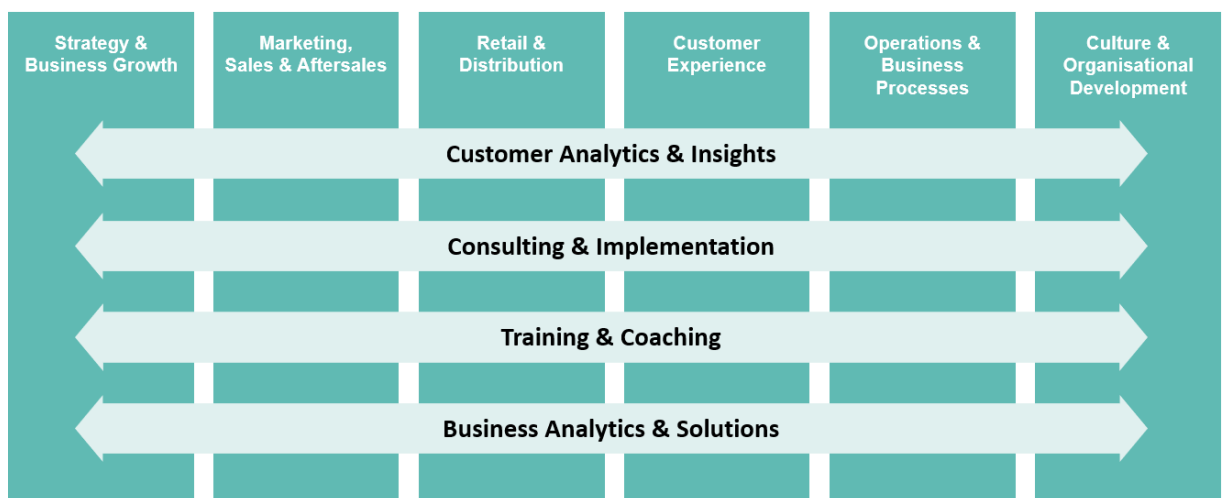 Strategy &
Business Growth
Marketing,
Sales & Aftersales
Retail &
Distribution
Customer
Experience
Operations &
Business
Processes
Culture &
Organisational
Development
Customer Analytics & Insights
Consulting & Implementation
Training & Coaching
Business Analytics & Solutions